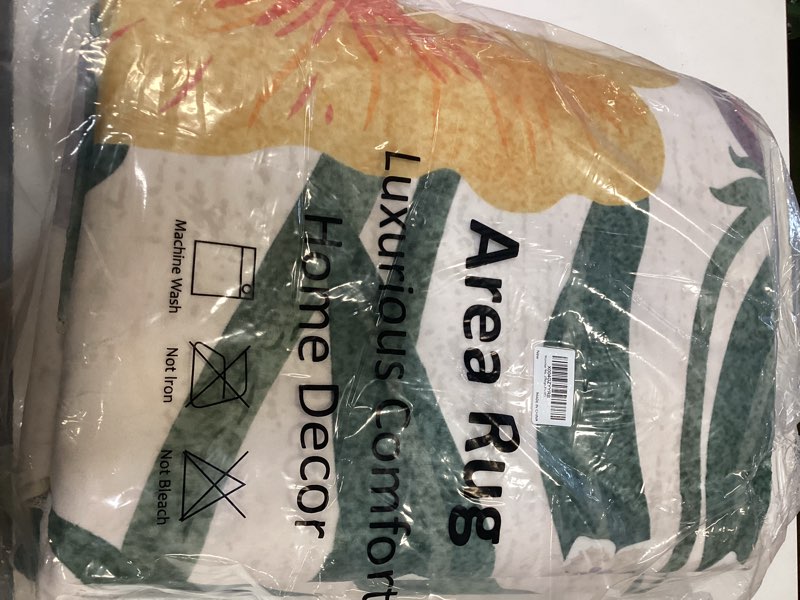 Area Rug
Luxurious Comfort
Home Decor
Machine Wash
Not Iron
Not Bleach